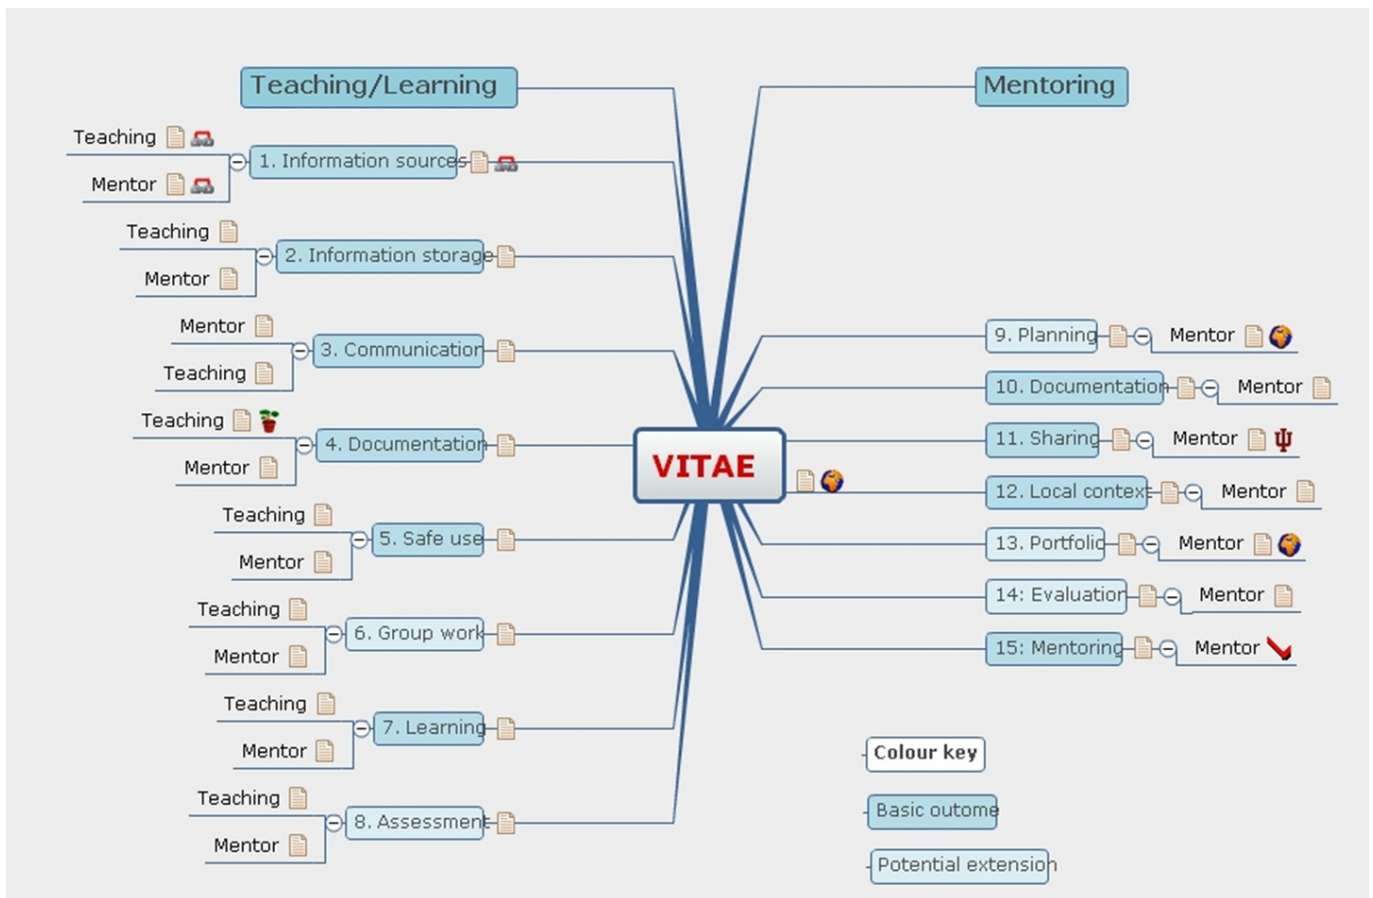 Teaching/Learning
Teaching
1. Information sources
Mentor
Teaching
2. Information storage
Mentor
Mentor
3. Communication
Teaching
Teaching
4. Documentation
Mentor
Teaching
5. Safe use
Mentor
Teaching
6. Group work
Mentor
Teaching
7. Learning
Mentor
Teaching
8. Assessment
Mentor
VITAE
Mentoring
9. Planning
Mentor
10. Documentation
Mentor
11. Sharing
Mentor
12. Local context
Mentor
13. Portfolio
Mentor
14: Evaluation
Mentor
15: Mentoring
Mentor
Colour key
Basic outome
Potential extension